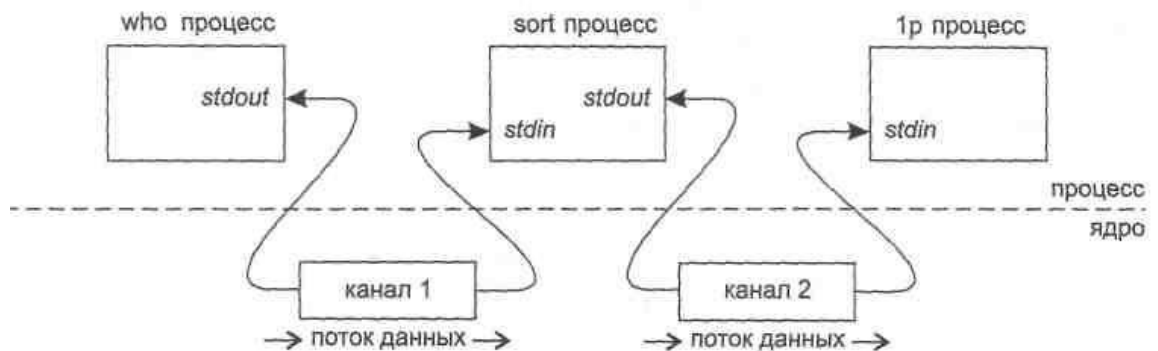 who процесс
sort процесс
1p процесс
stdout
stdin
stdout
stdin
процесс
ядро
канал 1
канал 2
поток данных
поток данных